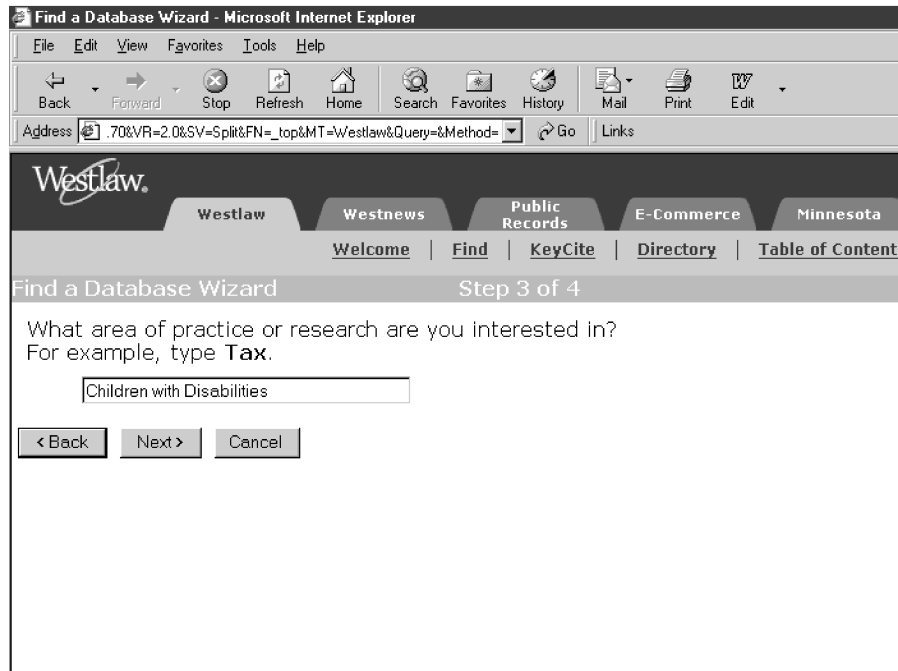 Find a Database Wizard - Microsoft Internet Explorer
File Edit View Favorites Tools Help
Back Forward Stop Refresh Home Search Favorites History Mail Print Edit
Address .70&VR=2.0&SV=Split&FN=_top&MT=Westlaw&Query=&Method= Go Links
Westlaw.
Westlaw Westnews Public Records E-Commerce Minnesota
Welcome | Find | KeyCite | Directory | Table of Content
Find a Database Wizard Step 3 of 4
What area of practice or research are you interested in?
For example, type Tax.
Children with Disabilities
< Back Next > Cancel